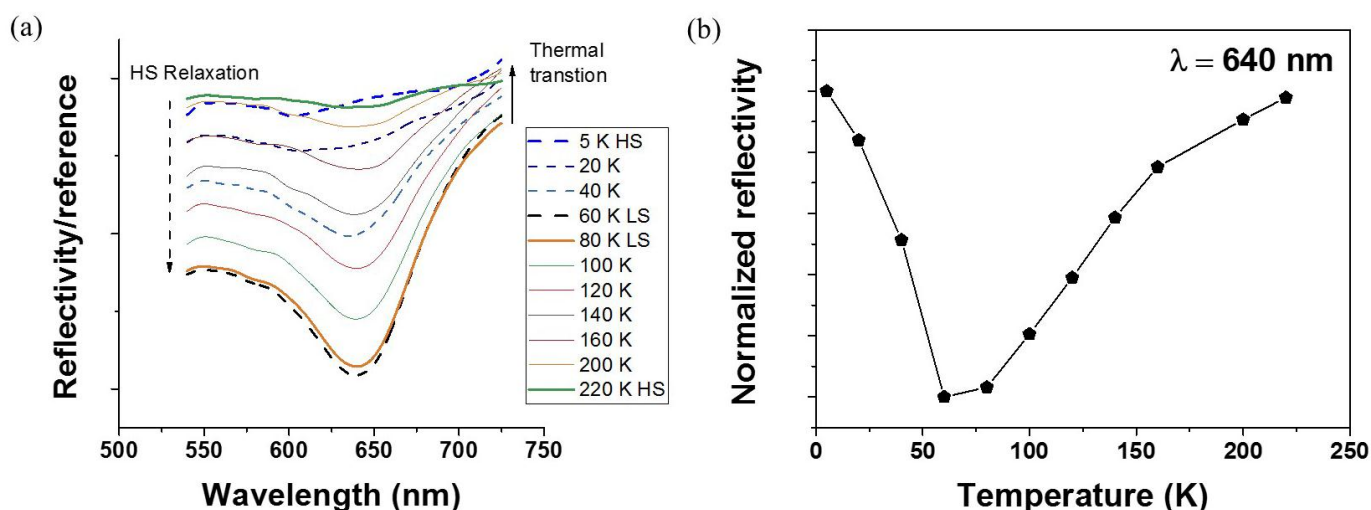 (a)
HS Relaxation
Thermal
transtion
Reflectivity/reference
5 K HS
20 K
40 K
60 K LS
80 K LS
100 K
120 K
140 K
160 K
200 K
220 K HS
500 550 600 650 700 750
Wavelength (nm)
(b)
λ = 640 nm
Normalized reflectivity
0 50 100 150 200 250
Temperature (K)